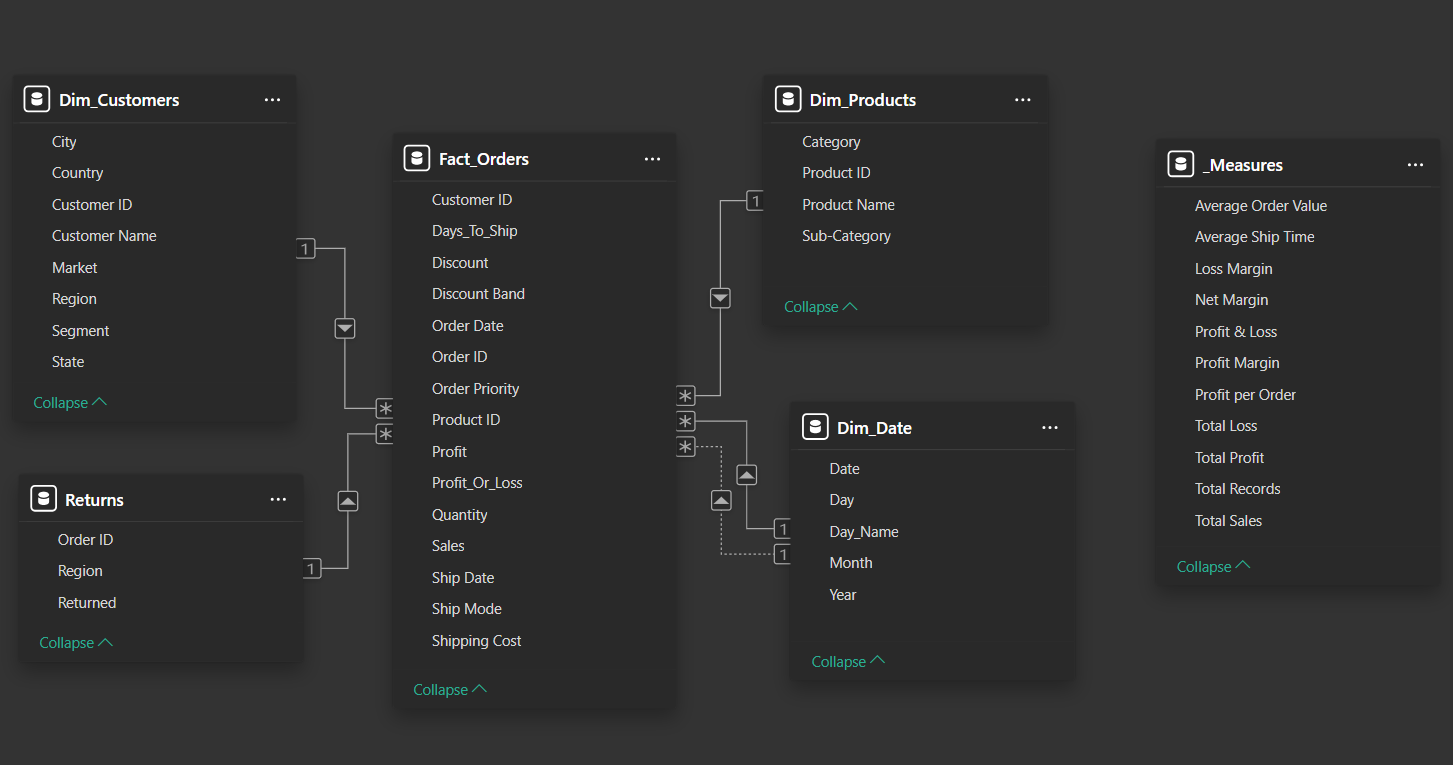 Dim_Customers
City
Country
Customer ID
Customer Name
Market
Region
Segment
State
Collapse
Returns
Order ID
Region
Returned
Collapse
Fact_Orders
Customer ID
Days_To_Ship
Discount
Discount Band
Order Date
Order ID
Order Priority
Product ID
Profit
Profit_Or_Loss
Quantity
Sales
Ship Date
Ship Mode
Shipping Cost
Collapse
Dim_Products
Category
Product ID
Product Name
Sub-Category
Collapse
Dim_Date
Date
Day
Day_Name
Month
Year
Collapse
_Measures
Average Order Value
Average Ship Time
Loss Margin
Net Margin
Profit & Loss
Profit Margin
Profit per Order
Total Loss
Total Profit
Total Records
Total Sales
Collapse
1
*
*
1
1
*
*
*
1
1